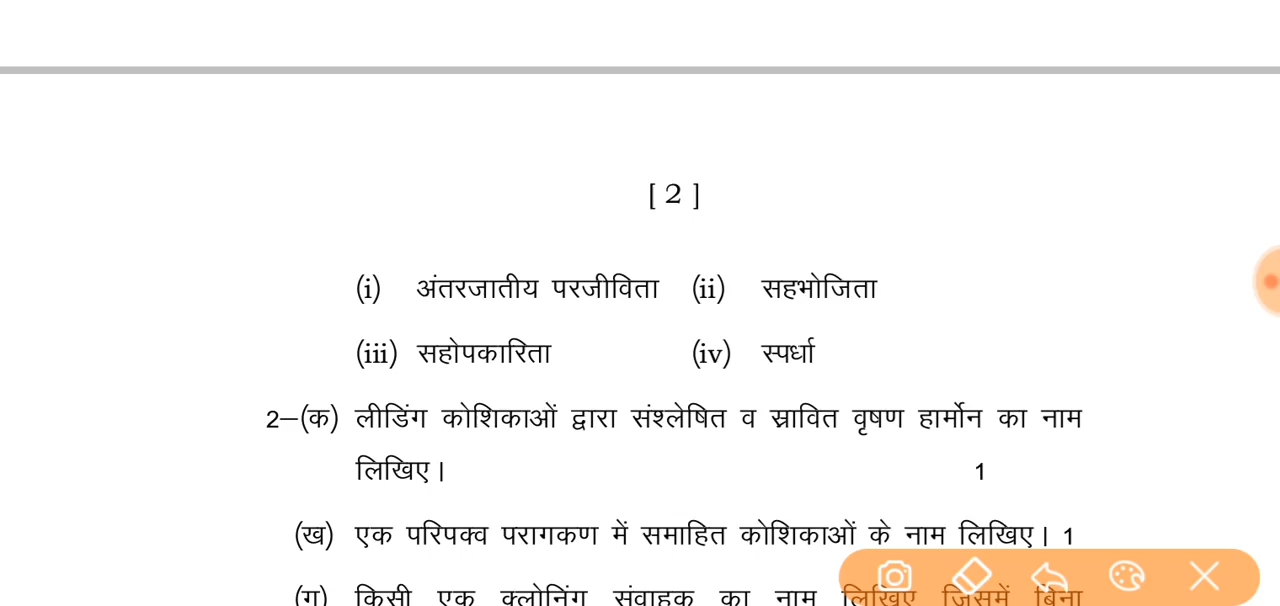 [ 2 ]
(i) अंतरजातीय परजीविता (ii) सहभोजिता
(iii) सहोपकारिता (iv) स्पर्धा
2–(क) लीडिंग कोशिकाओं द्वारा संश्लेषित व स्रावित वृषण हार्मोन का नाम
लिखिए। 1
(ख) एक परिपक्व परागकण में समाहित कोशिकाओं के नाम लिखिए। 1
(ग) किसी एक क्लोनिंग संवाहक का नाम लिखिए जिसमें बिना